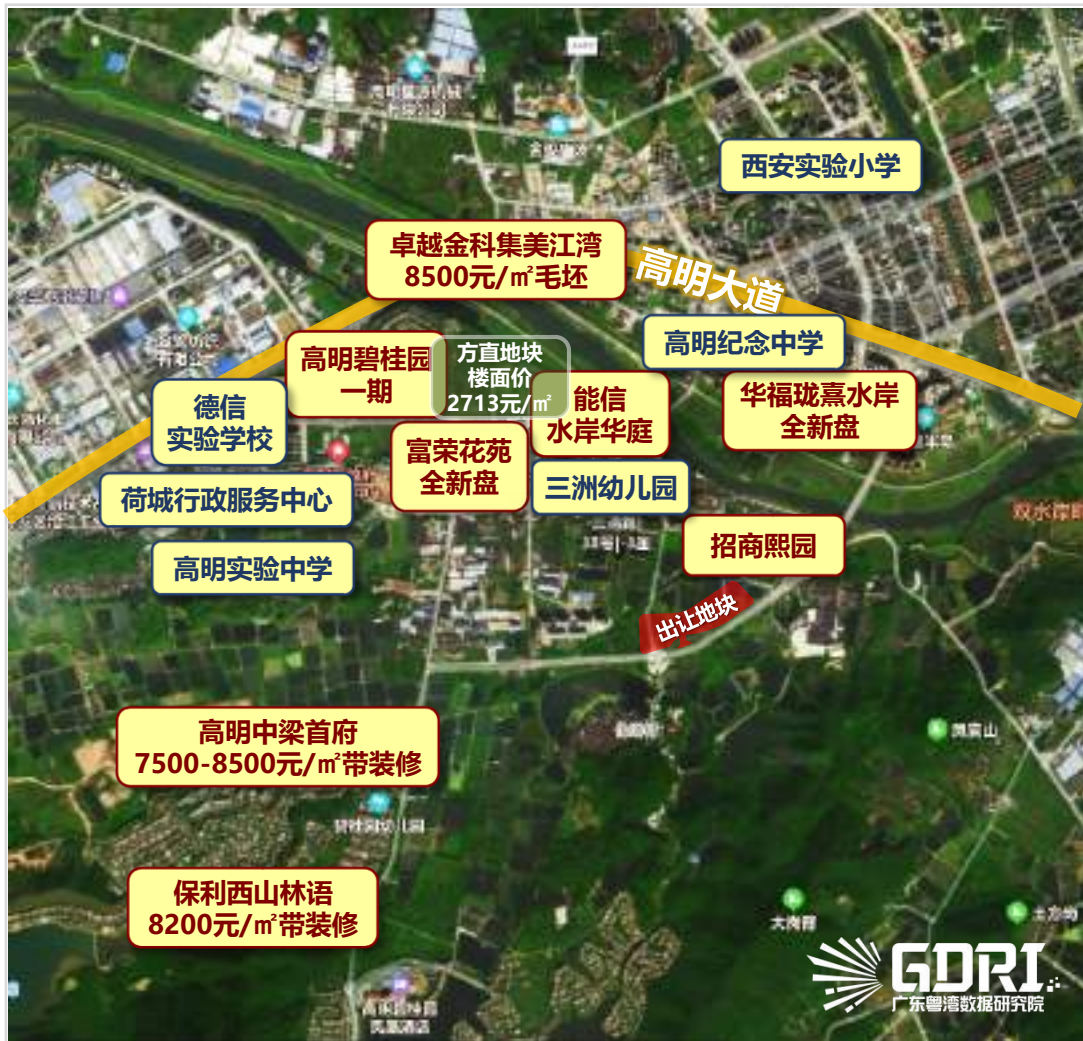 西安实验小学
卓越金科集美江湾
8500元/㎡毛坯
高明大道
高明纪念中学
高明碧桂园
一期
方直地块
楼面价
2713元/㎡
能信
水岸华庭
华福珑熹水岸
全新盘
德信
实验学校
富荣花苑
全新盘
荷城行政服务中心
三洲幼儿园
双水岸
招商熙园
高明实验中学
出让地块
高明中梁首府
7500-8500元/㎡带装修
凤凰山
保利西山林语
8200元/㎡带装修
GDRI
广东粤湾数据研究院